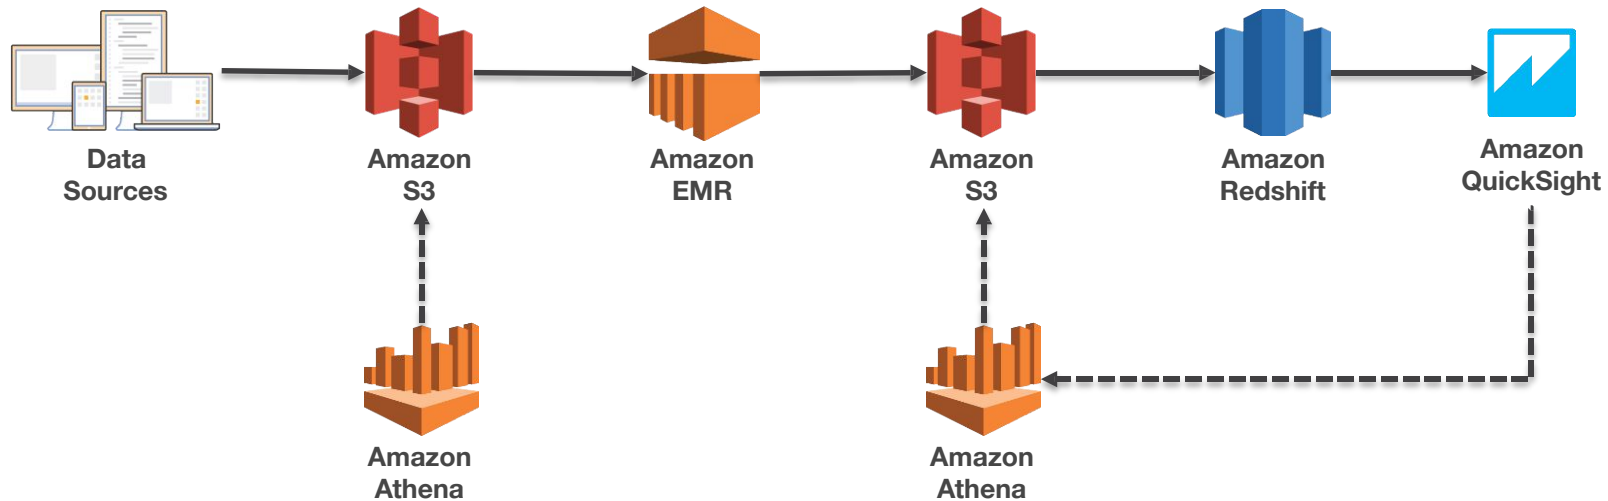 Data
Sources
Amazon
S3
Amazon
EMR
Amazon
S3
Amazon
Redshift
Amazon
QuickSight
Amazon
Athena
Amazon
Athena